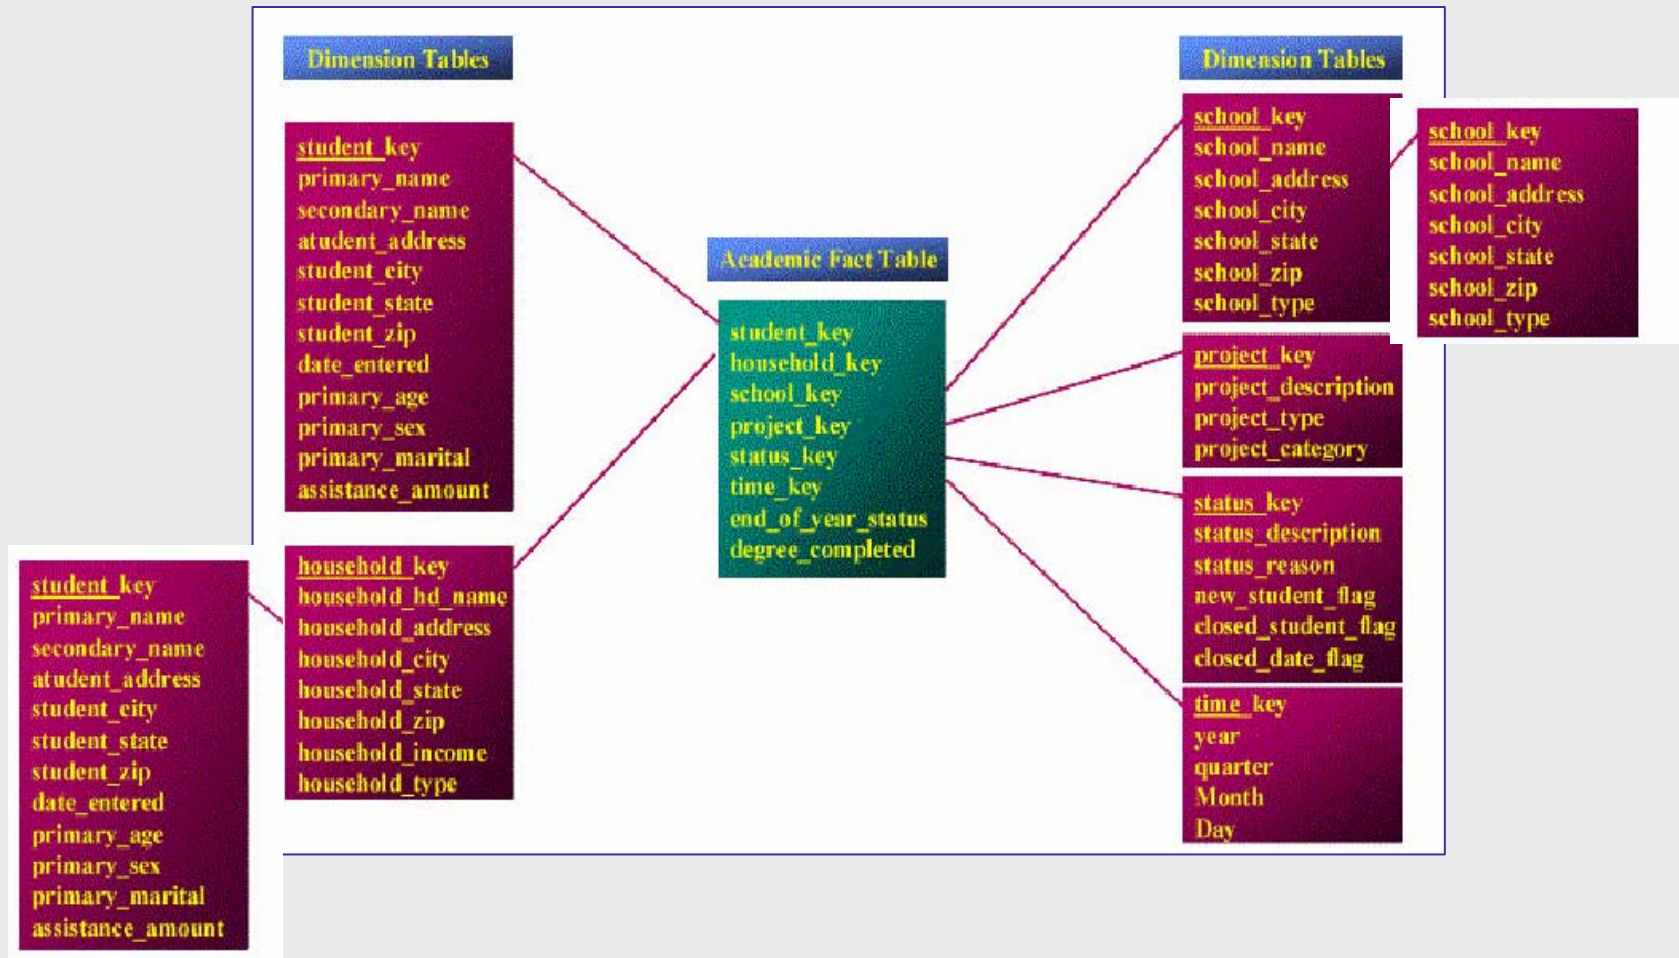 Dimension Tables
student_key
primary_name
secondary_name
atudent_address
student_city
student_state
student_zip
date_entered
primary_age
primary_sex
primary_marital
assistance_amount
household_key
household_hd_name
household_address
household_city
household_state
household_zip
household_income
household_type
student_key
primary_name
secondary_name
atudent_address
student_city
student_state
student_zip
date_entered
primary_age
primary_sex
primary_marital
assistance_amount
Academic Fact Table
student_key
household_key
school_key
project_key
status_key
time_key
end_of_year_status
degree_completed
Dimension Tables
school_key
school_name
school_address
school_city
school_state
school_zip
school_type
project_key
project_description
project_type
project_category
status_key
status_description
status_reason
new_student_flag
closed_student_flag
closed_date_flag
time_key
year
quarter
Month
Day
school_key
school_name
school_address
school_city
school_state
school_zip
school_type